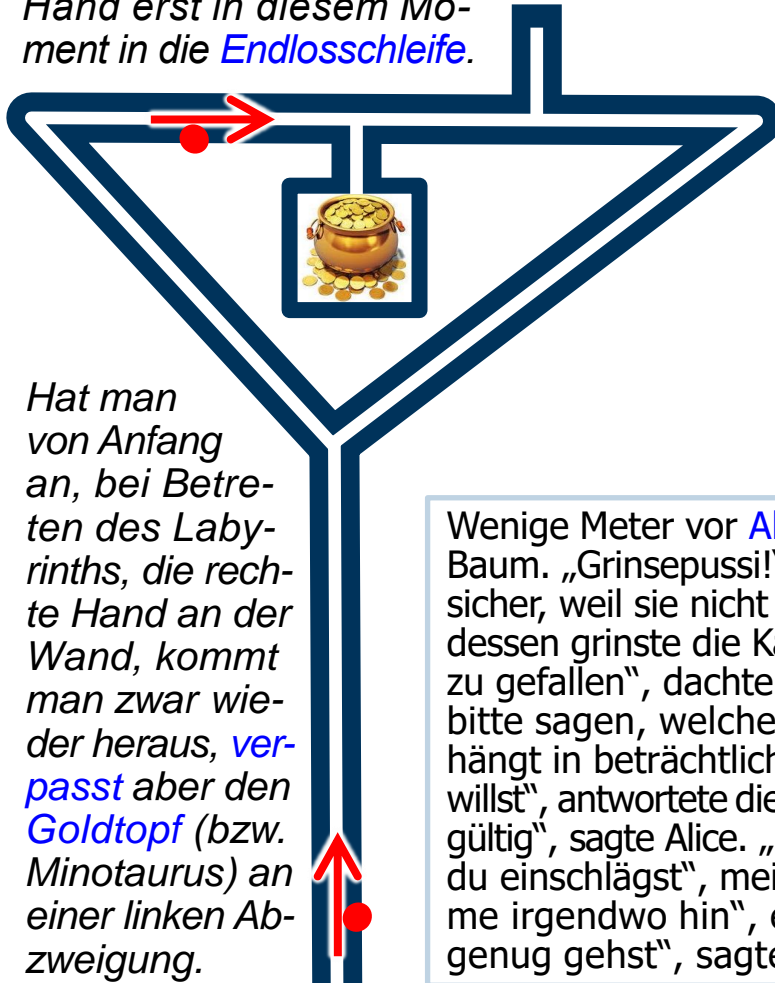 Hand erst in diesem Mo-
ment in die Endlosschleife.
Hat man
von Anfang
an, bei Betre-
ten des Laby-
rinths, die rech-
te Hand an der
Wand, kommt
man zwar wie-
der heraus, ver-
passt aber den
Goldtopf (bzw.
Minotaurus) an
einer linken Ab-
zweigung.
Wenige Meter vor
Baum. „Grinsepussi!“
sicher, weil sie nicht
dessen grinste die
zu gefallen“, dachte
bitte sagen, welche
hängt in beträchtlich
willst“, antwortete die
gültig“, sagte Alice. „
du einschlägst“, mei
me irgendwo hin“,
genug gehst“, sagte